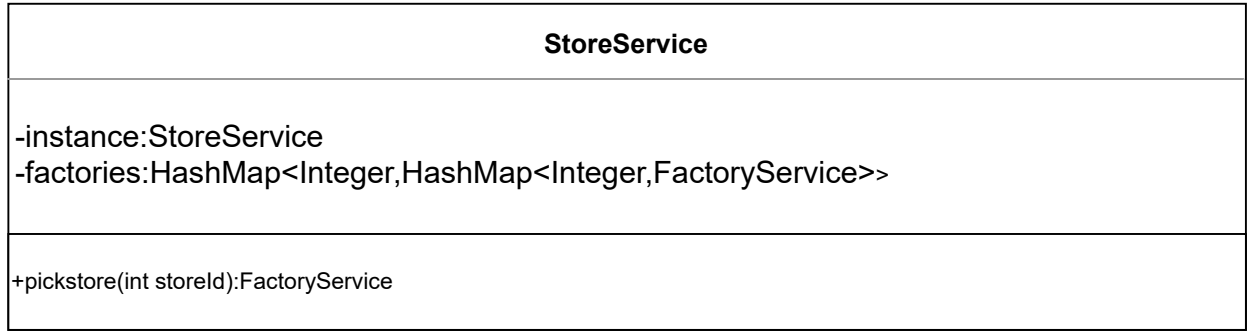 StoreService
-instance:StoreService
-factories:HashMap<Integer,HashMap<Integer,FactoryService>>
+pickstore(int storeId):FactoryService